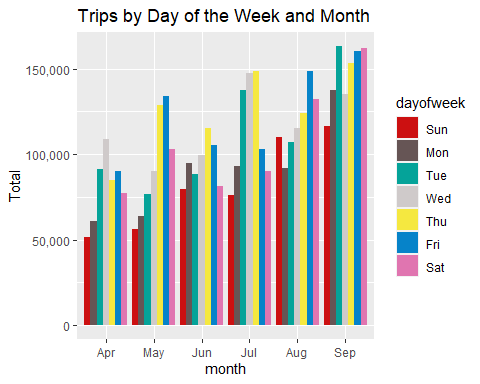 Trips by Day of the Week and Month
Total
150,000
100,000
50,000
0
Apr May Jun Jul Aug Sep
month
dayofweek
Sun
Mon
Tue
Wed
Thu
Fri
Sat